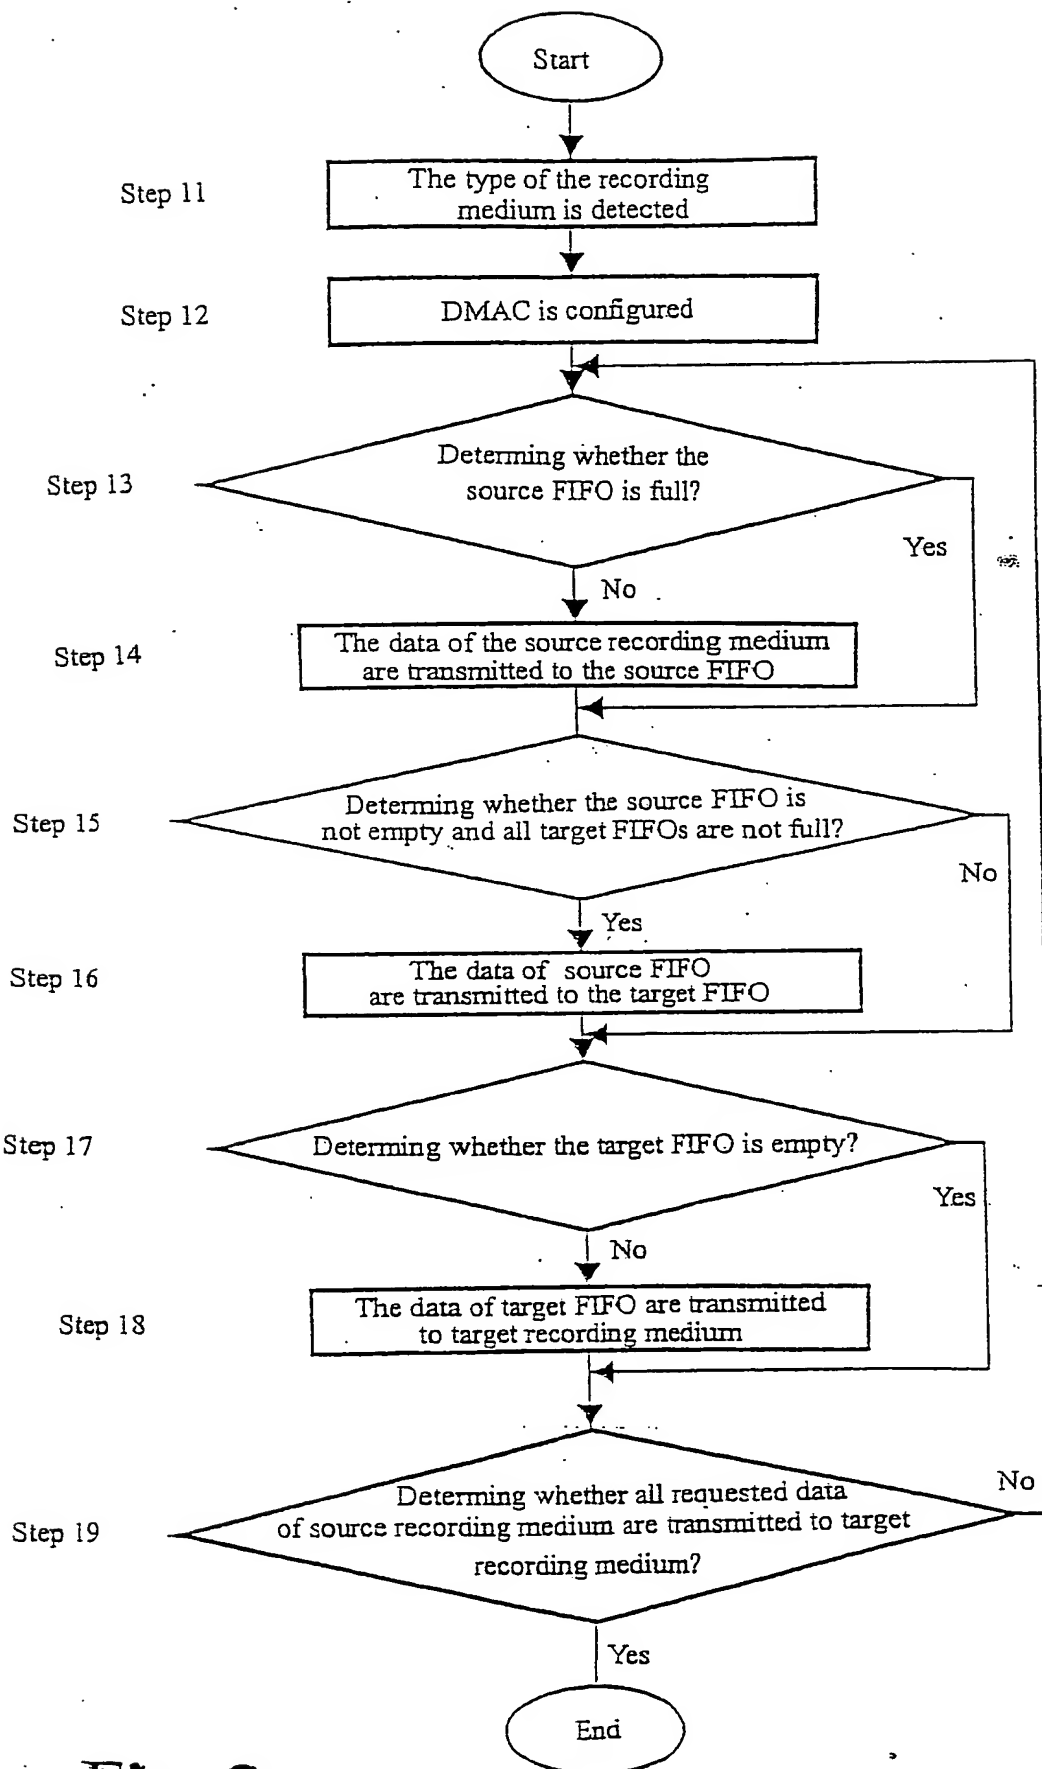 Start
Step 11
The type of the recording
medium is detected
Step 12
DMAC is configured
Step 13
Determing whether the
source FIFO is full?
Yes
No
Step 14
The data of the source recording medium
are transmitted to the source FIFO
Step 15
Determing whether the source FIFO is
not empty and all target FIFOs are not full?
No
Yes
Step 16
The data of source FIFO
are transmitted to the target FIFO
Step 17
Determing whether the target FIFO is empty?
Yes
No
Step 18
The data of target FIFO are transmitted
to target recording medium
Step 19
Determing whether all requested data
of source recording medium are transmitted to target
recording medium?
No
Yes
End